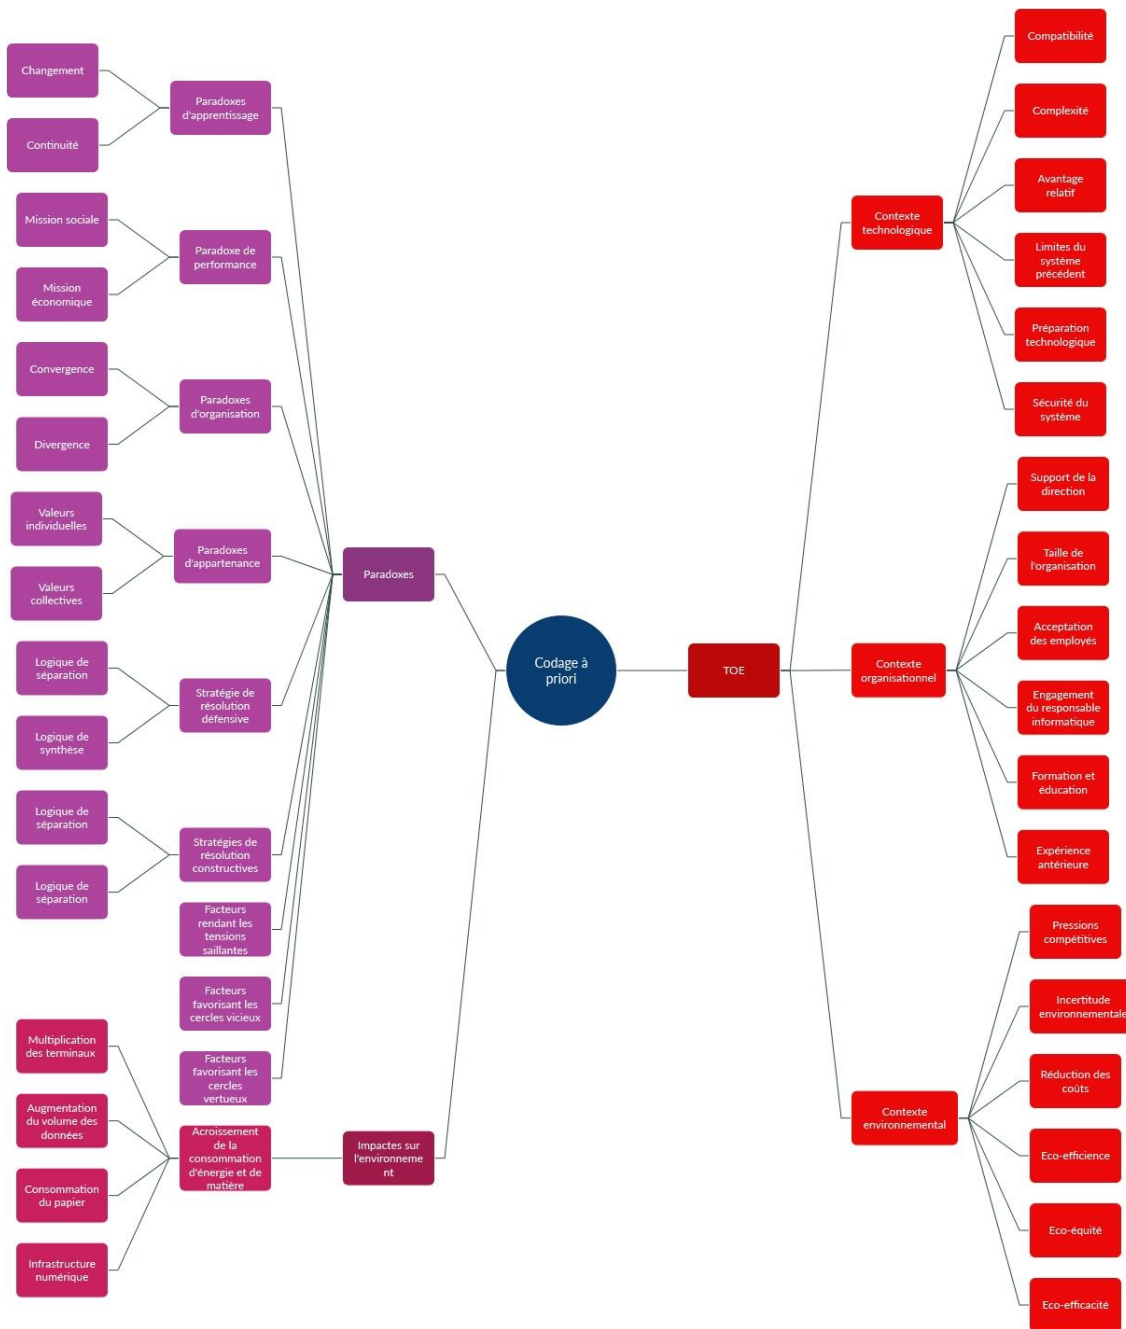 Changement
Continuité
Paradoxes
d'apprentissage
Mission sociale
Mission
économique
Paradoxe de
performance
Convergence
Divergence
Paradoxes
d'organisation
Valeurs
individuelles
Valeurs
collectives
Paradoxes
d'appartenance
Logique de
séparation
Logique de
synthèse
Stratégie de
résolution
défensive
Logique de
séparation
Logique de
séparation
Stratégies de
résolution
constructives
Facteurs
rendant les
tensions
saillantes
Facteurs
favorisant les
cercles vicieux
Facteurs
favorisant les
cercles
vertueux
Paradoxes
Multiplication
des terminaux
Augmentation
du volume des
données
Consommation
du papier
Infrastructure
numérique
Acroissement
de la
consommation
d'énergie et de
matière
Impactes sur
l'environneme
nt
Codage à
priori
TOE
Contexte
technologique
Compatibilité
Complexité
Avantage
relatif
Limites du
système
précédent
Préparation
technologique
Sécurité du
système
Contexte
organisationnel
Support de la
direction
Taille de
l'organisation
Acceptation
des employés
Engagement
du responsable
informatique
Formation et
éducation
Expérience
antérieure
Contexte
environnemental
Pressions
compétitives
Incertitude
environnementale
Réduction des
coûts
Eco-efficience
Eco-équité
Eco-efficacité